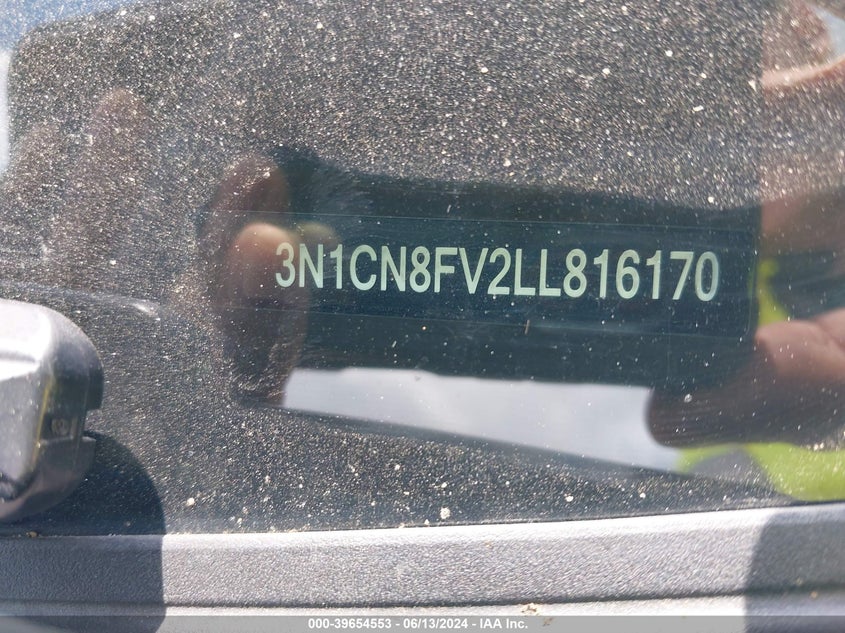 3N1CN8FV2LL816170
000-39654553 - 06/13/2024 - IAA Inc.